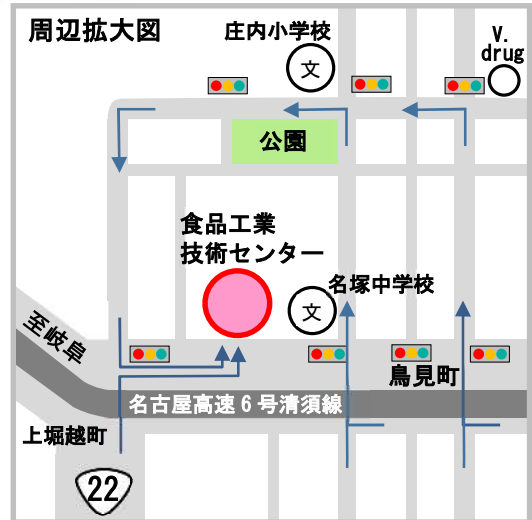 周辺拡大図
庄内小学校
文
V.
drug
公園
食品工業
技術センター
文
名塚中学校
至岐阜
鳥見町
名古屋高速6号清須線
上堀越町
22